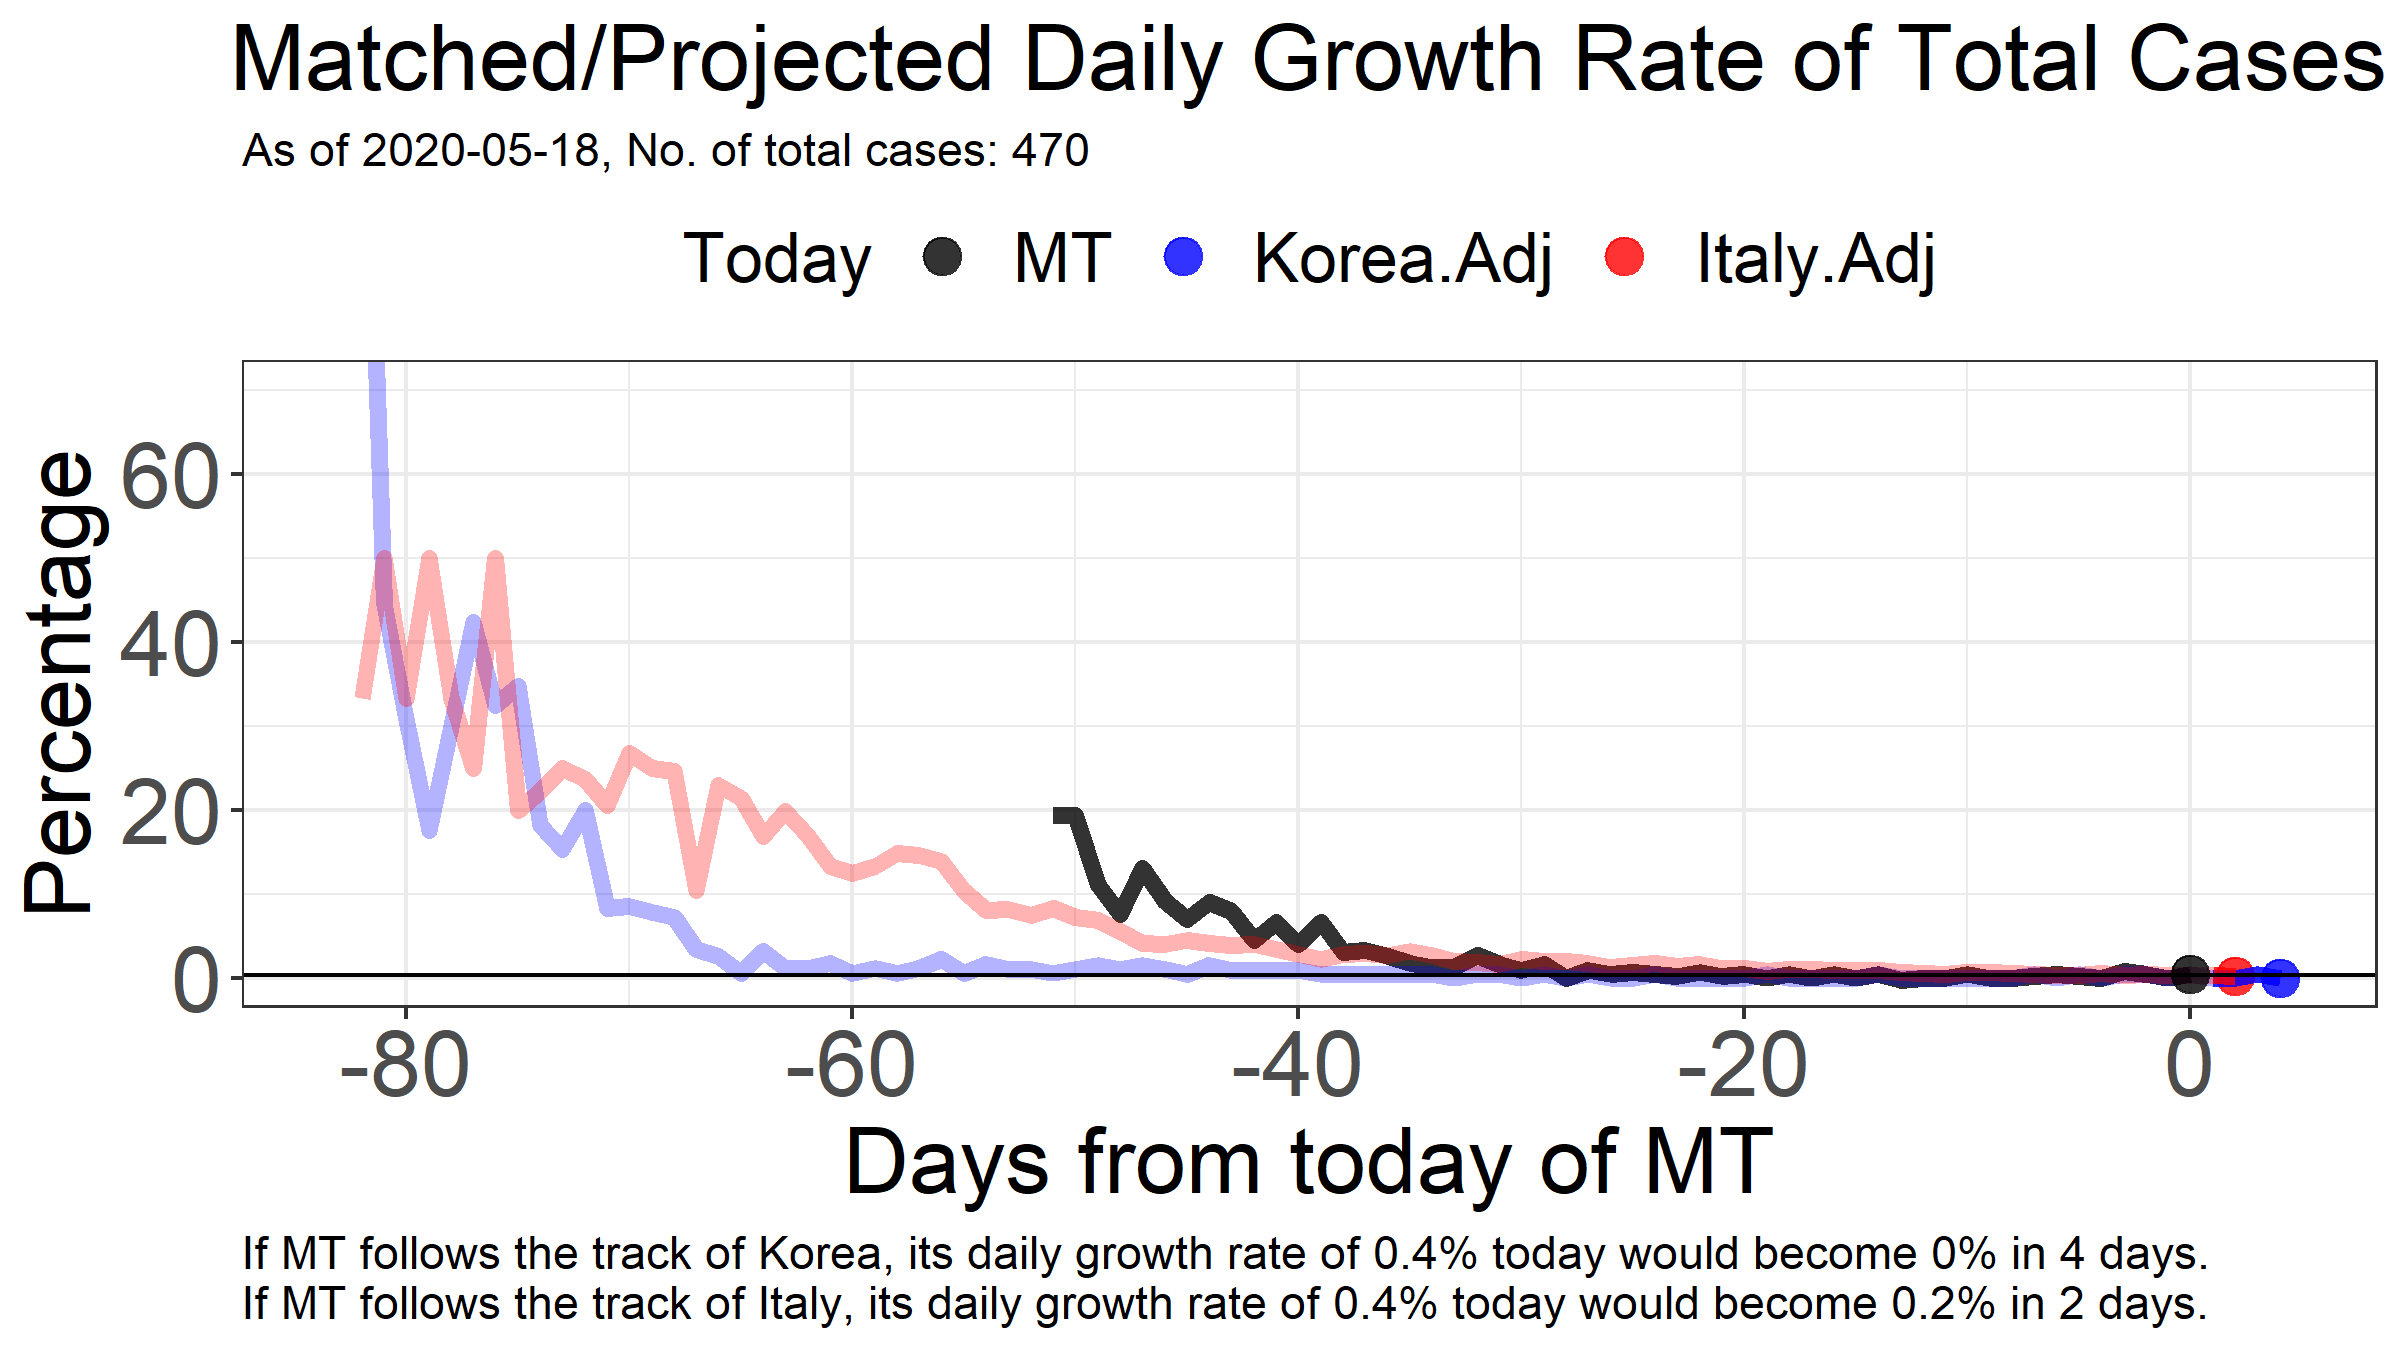 Matched/Projected Daily Growth Rate of Total Cases
As of 2020-05-18, No. of total cases: 470
Today MT Korea.Adj Italy.Adj
Percentage
60
40
20
0
-80 -60 -40 -20 0
Days from today of MT
If MT follows the track of Korea, its daily growth rate of 0.4% today would become 0% in 4 days.
If MT follows the track of Italy, its daily growth rate of 0.4% today would become 0.2% in 2 days.